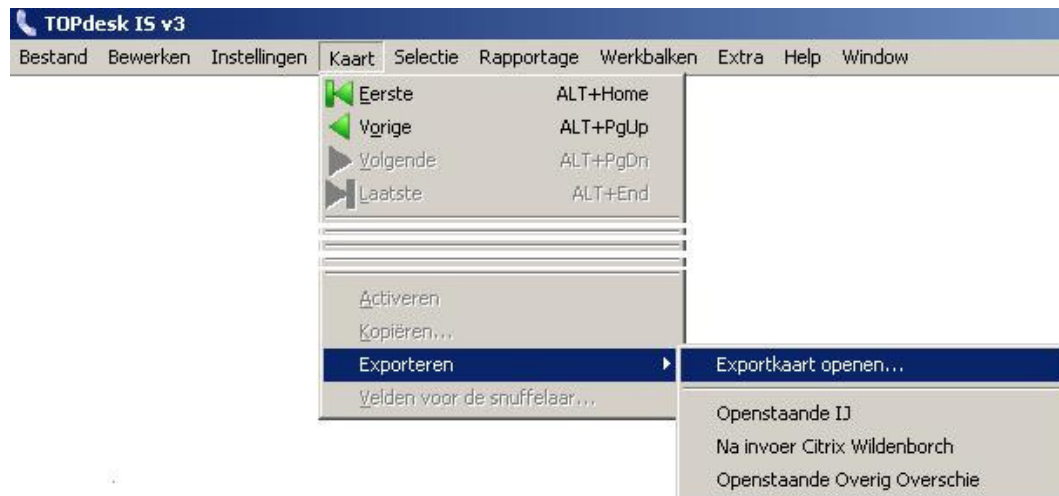 TOPdesk IS v3
Bestand Bewerken Instellingen Kaart Selectie Rapportage Werkbalken Extra Help Window
Eerste ALT+Home
Vorige ALT+PgUp
Volgende ALT+PgDn
Laatste ALT+End
Activeren
Kopiëren...
Exporteren
Velden voor de snuffelaar...
Exportkaart openen...
Openstaande IJ
Na invoer Citrix Wildenborch
Openstaande Overig Overschie